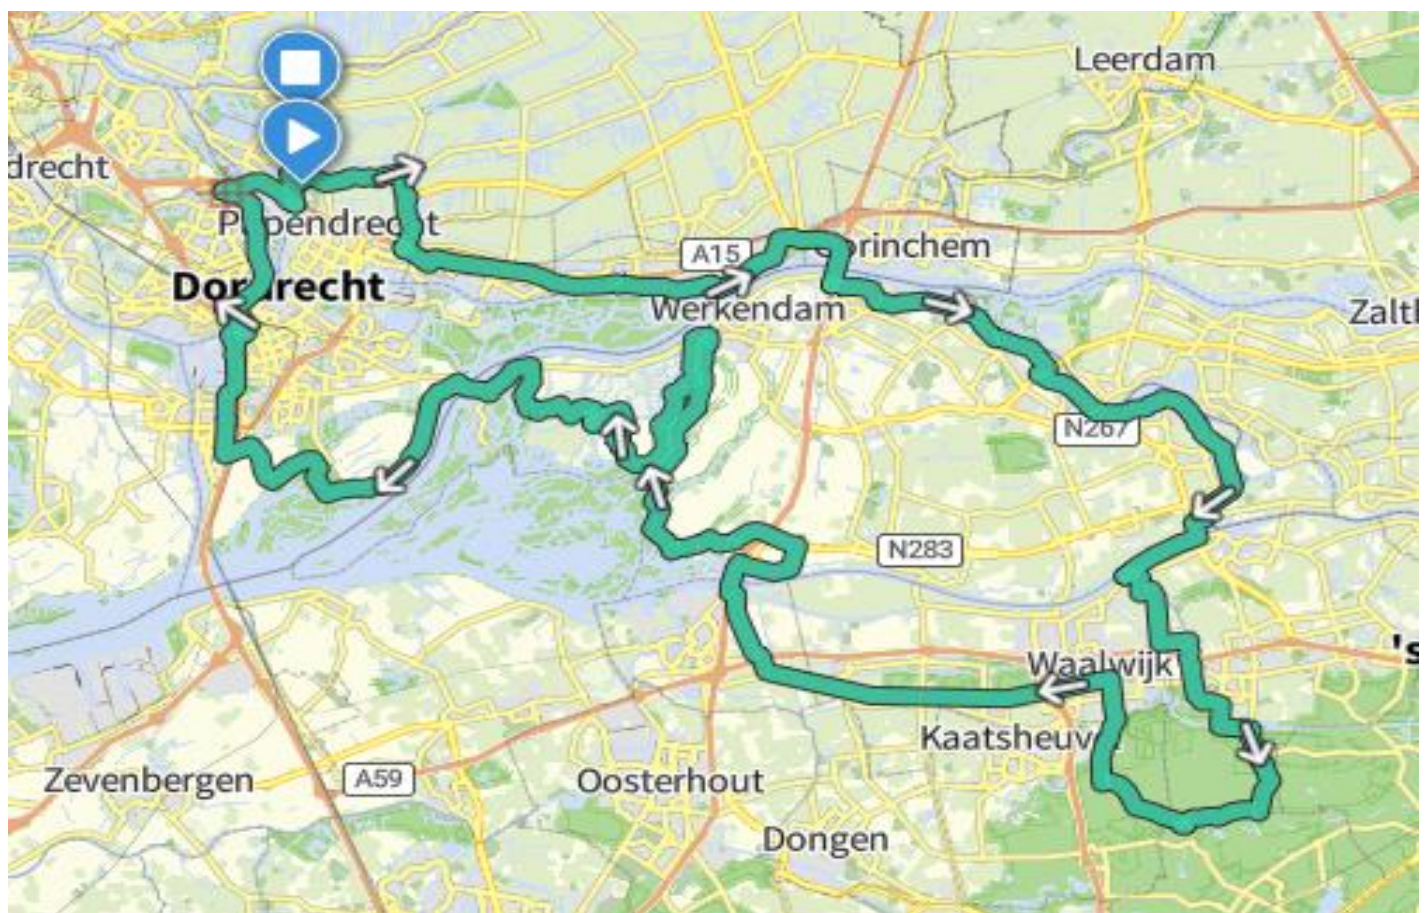 Leerdam
drecht
Papendrecht
A15
Gorinchem
Dordrecht
Werkendam
Zaltb
N267
N283
's
Waalwijk
Kaatsheuvel
Zevenbergen
A59
Oosterhout
Dongen